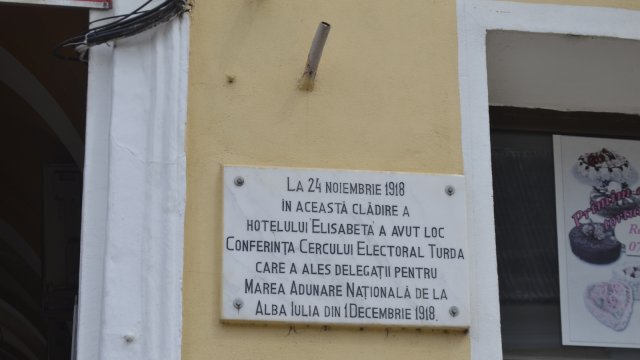 LA 24 NOIEMBRIE 1918
ÎN ACEASTĂ CLĂDIRE A
HOTELULUI "ELISABETA" A AVUT LOC
CONFERINȚA CERCULUI ELECTORAL TURDA
CARE A ALES DELEGAȚII PENTRU
MAREA ADUNARE NAȚIONALĂ DE LA
ALBA IULIA DIN 1 DECEMBRIE 1918.